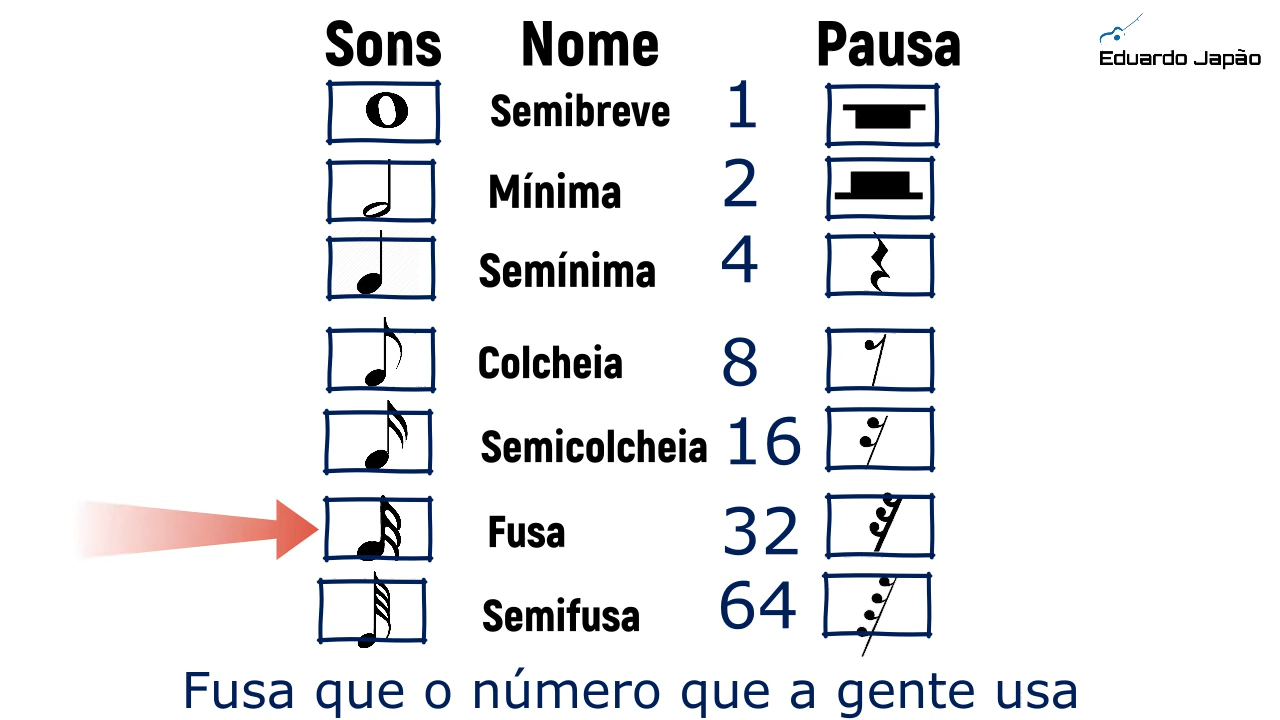 Sons Nome Pausa
Eduardo Japão
Semibreve 1
Mínima 2
Semínima 4
Colcheia 8
Semicolcheia 16
Fusa 32
Semifusa 64
Fusa que o número que a gente usa